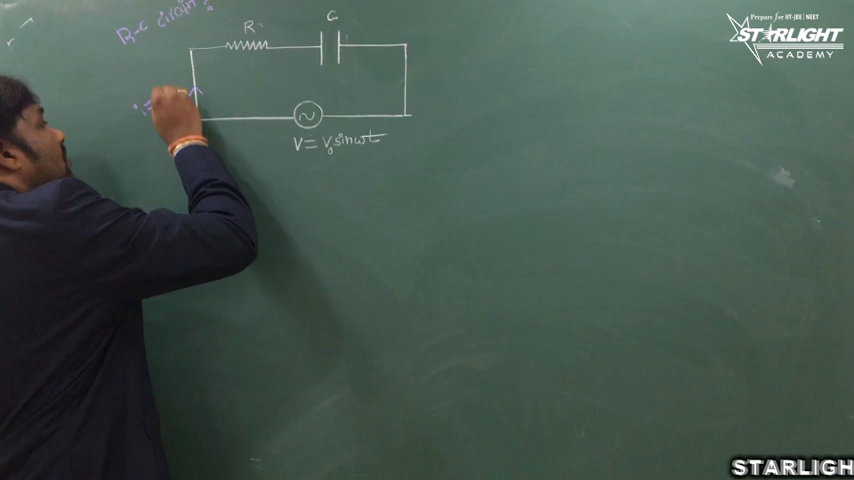 R-C circuit:
R
C
i=
V = V₀sinωt
Prepare for IIT-JEE | NEET
STARLIGHT
ACADEMY
STARLIGH